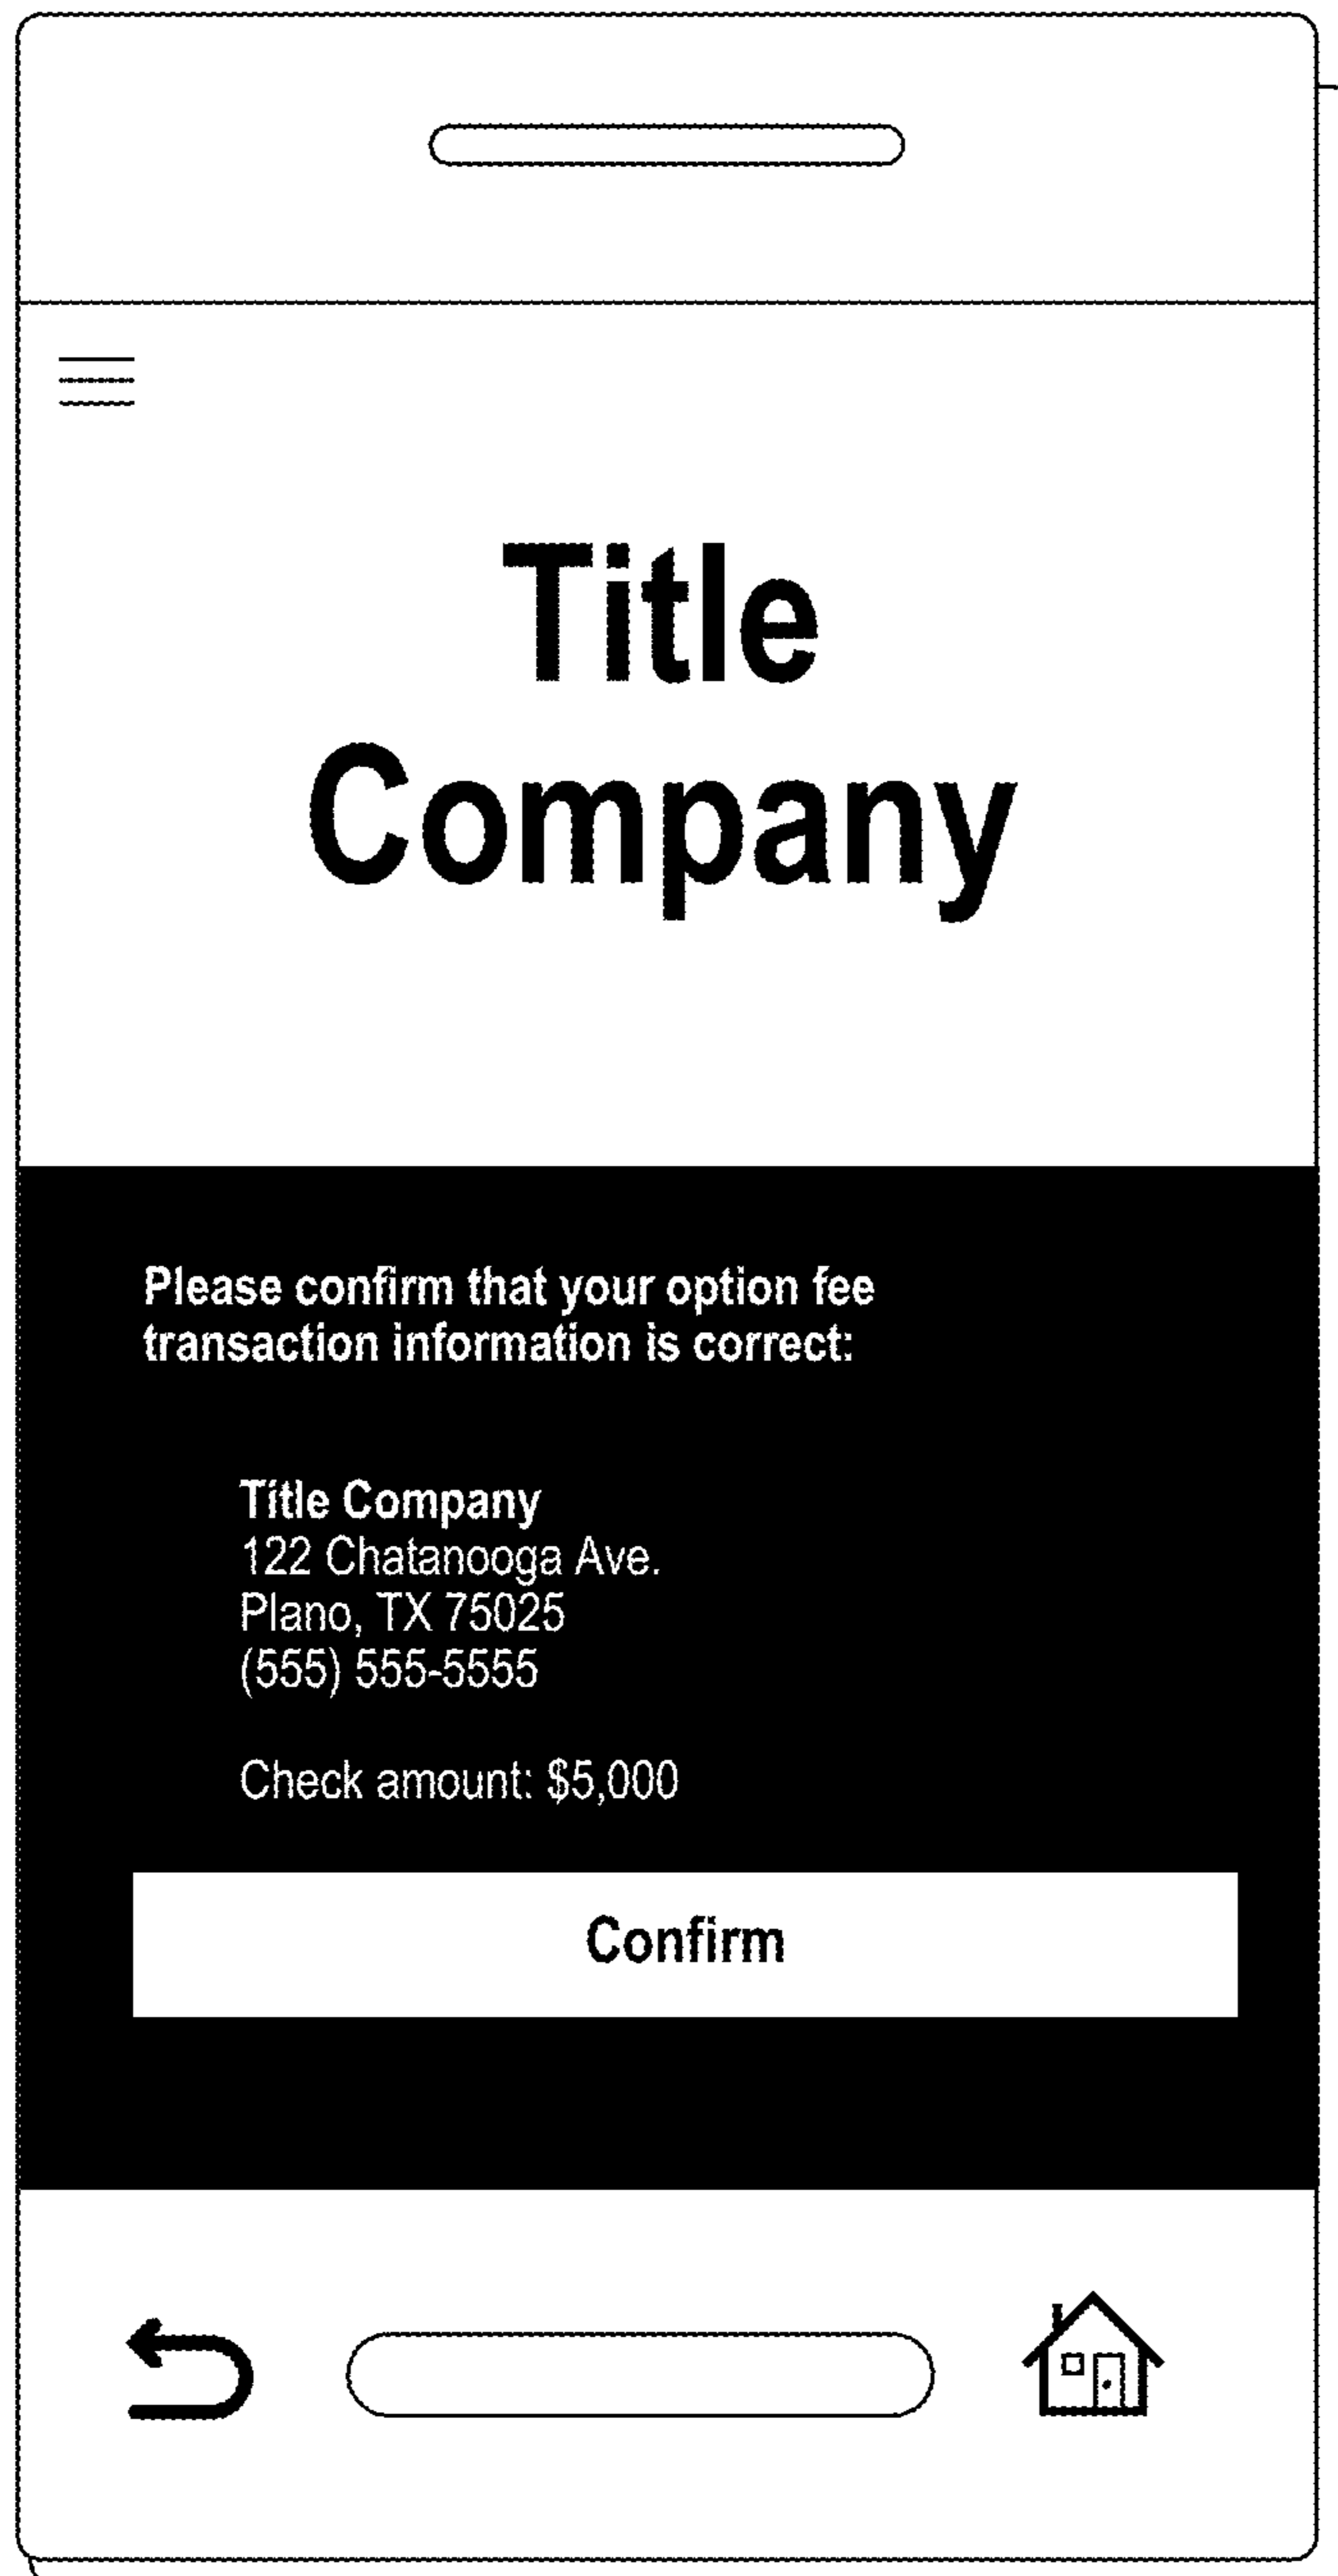 Title
Company
Please confirm that your option fee
transaction information is correct:
Title Company
122 Chatanooga Ave.
Plano, TX 75025
(555) 555-5555
Check amount: $5,000
Confirm